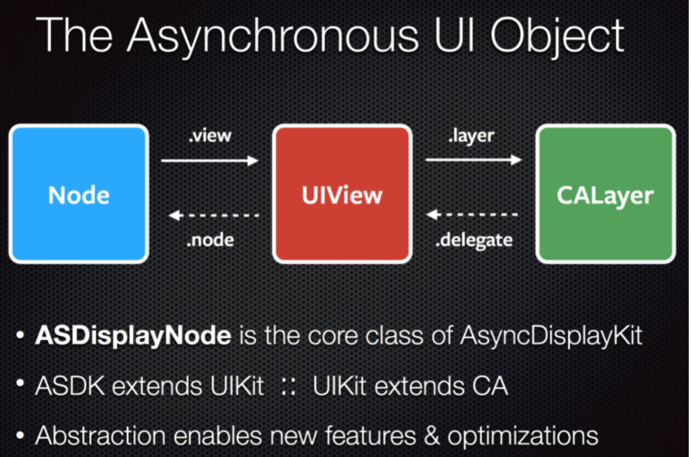 The Asynchronous UI Object
.view
.layer
Node
UIView
CALayer
.node
.delegate
• ASDisplayNode is the core class of AsyncDisplayKit
• ASDK extends UIKit :: UIKit extends CA
• Abstraction enables new features & optimizations